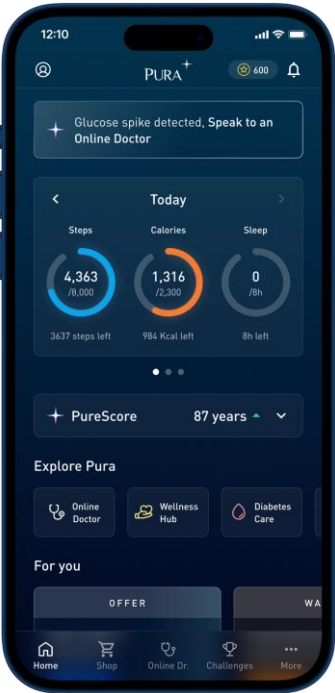 12:10
PURA
600
Glucose spike detected, Speak to an
Online Doctor
Today
Steps
Calories
Sleep
4,363
/8,000
1,316
/2,300
0
/8h
3637 steps left
984 Kcal left
8h left
PureScore
87 years
Explore Pura
Online
Doctor
Wellness
Hub
Diabetes
Care
For you
OFFER
WA
Home
Shop
Online Dr.
Challenges
More